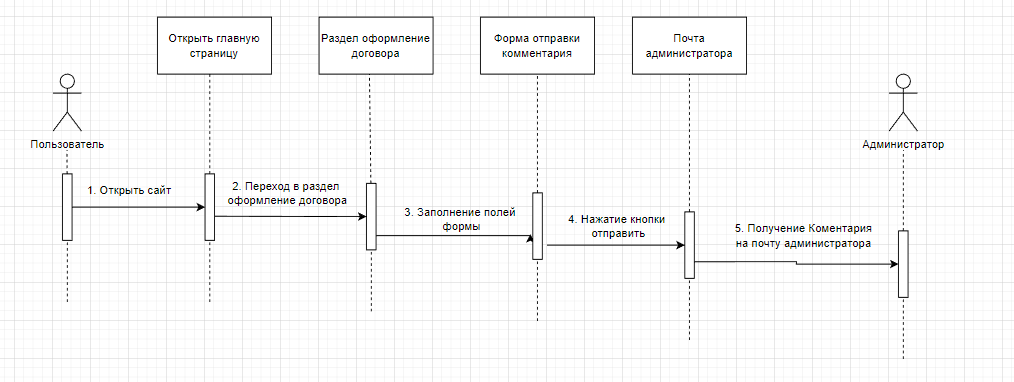 Открыть главную
страницу
Раздел оформление
договора
Форма отправки
комментария
Почта
администратора
Пользователь
Администратор
1. Открыть сайт
2. Переход в раздел
оформление договора
3. Заполнение полей
формы
4. Нажатие кнопки
отправить
5. Получение Коментария
на почту администратора